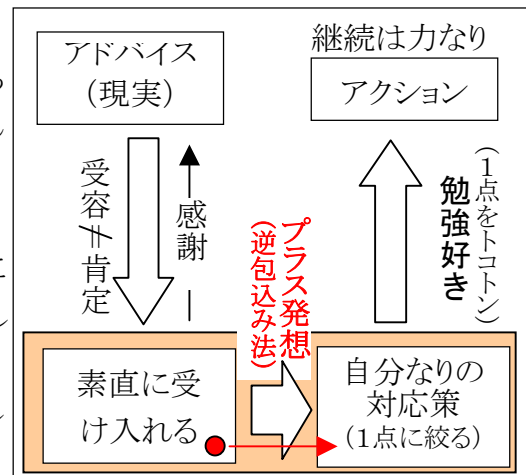 アドバイス
(現実)
継続は力なり
アクション
受容≠肯定
感謝
プラス発想
(逆包込み法)
勉強好き
(1点をトコトン)
素直に受
け入れる
自分なりの
対応策
(1点に絞る)